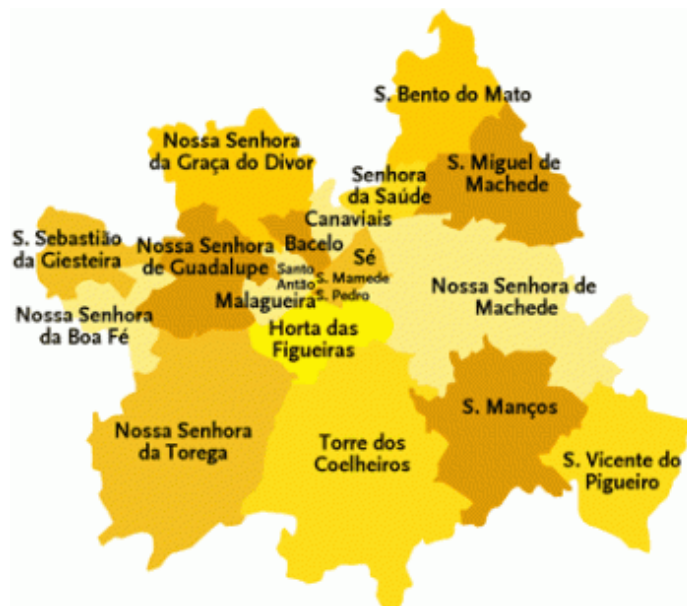 S. Bento do Mato
Nossa Senhora
da Graça do Divor
S. Miguel de
Machede
Senhora
da Saúde
Canaviais
S. Sebastião
da Giesteira
Nossa Senhora
de Guadalupe
Bacelo
Sé
Santo
Antão
S. Mamede
S. Pedro
Malagueira
Nossa Senhora de
Machede
Nossa Senhora
da Boa Fé
Horta das
Figueiras
S. Manços
Nossa Senhora
da Torega
Torre dos
Coelheiros
S. Vicente do
Pigueiro